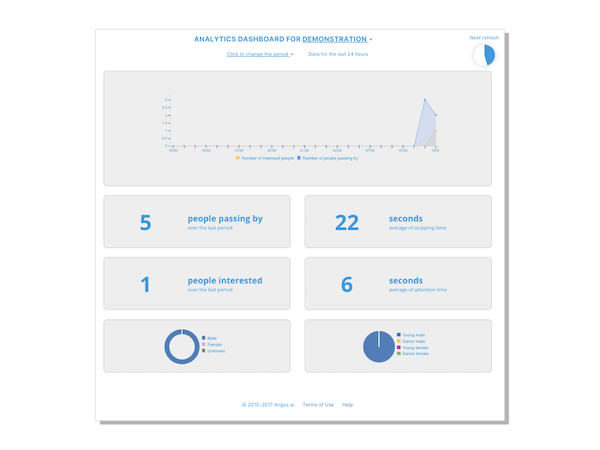 ANALYTICS DASHBOARD FOR DEMONSTRATION
Next refresh
Click to change the period
Data for the last 24 hours
Number of interested people
Number of people passing by
5 people passing by
over the last period
22 seconds
average of stopping time
1 people interested
over the last period
6 seconds
average of attention time
Male
Female
Unknown
Young male
Senior male
Young female
Senior female
© 2015-2017 Angus.ai Terms of Use Help